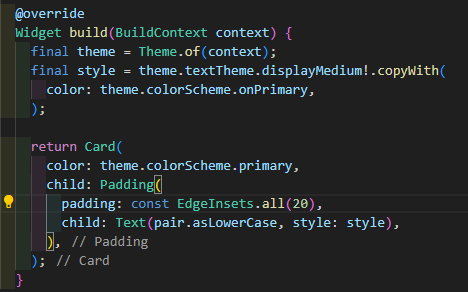 @override
Widget build(BuildContext context) {
  final theme = Theme.of(context);
  final style = theme.textTheme.displayMedium!.copyWith(
    color: theme.colorScheme.onPrimary,
  );

  return Card(
    color: theme.colorScheme.primary,
    child: Padding(
      padding: const EdgeInsets.all(20),
      child: Text(pair.asLowerCase, style: style),
    ), // Padding
  ); // Card
}